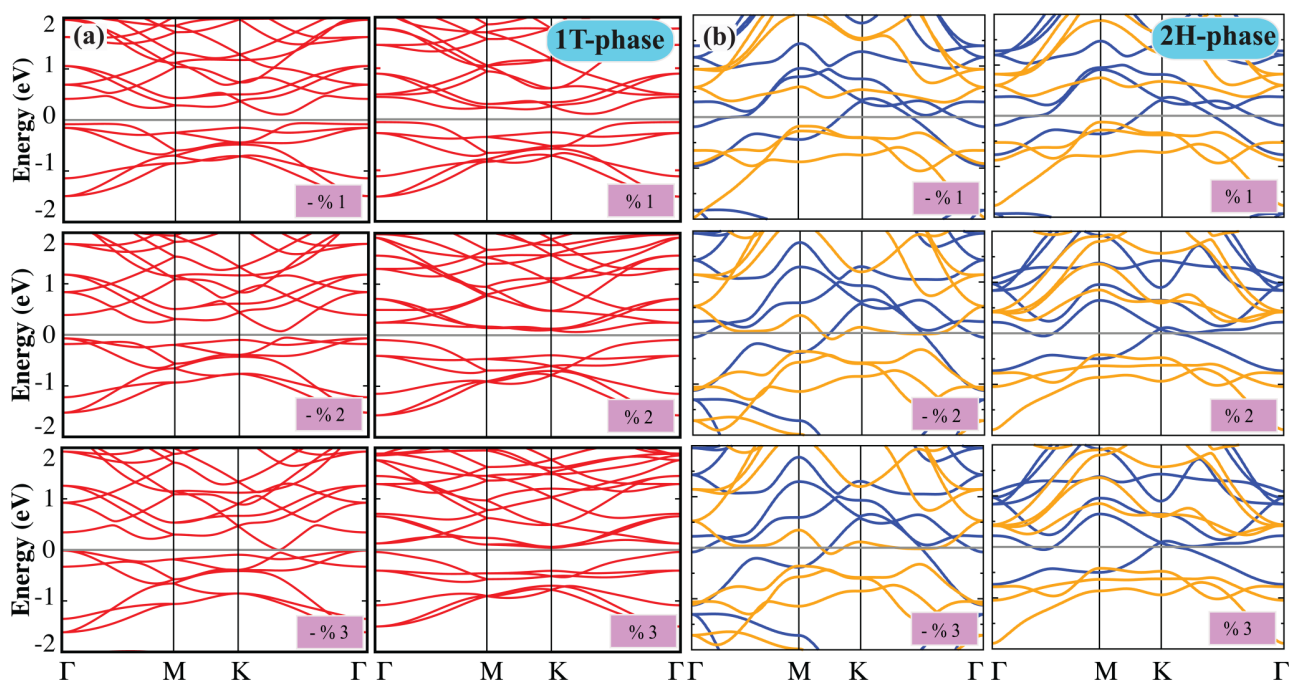 (a) 1T-phase (b) 2H-phase
Energy (eV)
2
1
0
-1
-2
- % 1
% 1
- % 1
% 1
Energy (eV)
2
1
0
-1
-2
- % 2
% 2
- % 2
% 2
Energy (eV)
2
1
0
-1
-2
- % 3
% 3
- % 3
% 3
Γ M K Γ Γ M K Γ Γ M K Γ Γ M K Γ